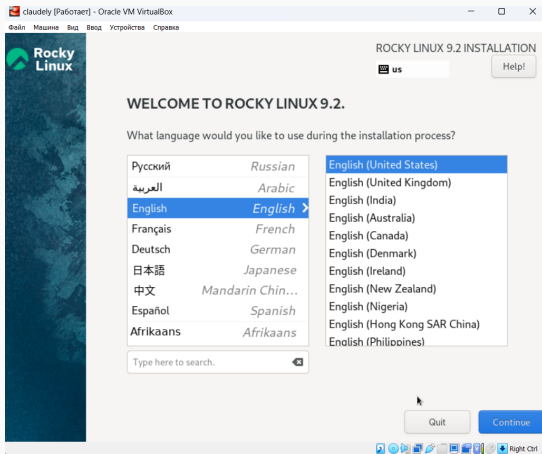 claudely [Работает] - Oracle VM VirtualBox
Файл Машина Вид Ввод Устройства Справка
Rocky
Linux
ROCKY LINUX 9.2 INSTALLATION
us
Help!
WELCOME TO ROCKY LINUX 9.2.
What language would you like to use during the installation process?
Русский Russian
العربية Arabic
English English
Français French
Deutsch German
日本語 Japanese
中文 Mandarin Chin...
Español Spanish
Afrikaans Afrikaans
Type here to search.
English (United States)
English (United Kingdom)
English (India)
English (Australia)
English (Canada)
English (Denmark)
English (Ireland)
English (New Zealand)
English (Nigeria)
English (Hong Kong SAR China)
English (Philippines)
Quit
Continue
Right Ctrl